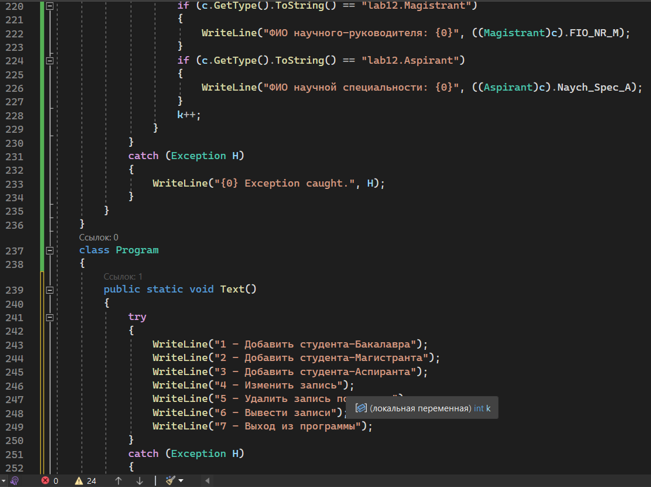 220 if (c.GetType().ToString() == "lab12.Magistrant")
221 {
222 WriteLine("ФИО научного-руководителя: {0}", ((Magistrant)c).FIO_NR_M);
223 }
224 if (c.GetType().ToString() == "lab12.Aspirant")
225 {
226 WriteLine("ФИО научной специальности: {0}", ((Aspirant)c).Naych_Spec_A);
227 }
228 k++;
229 }
230 }
231 catch (Exception H)
232 {
233 WriteLine("{0} Exception caught.", H);
234 }
235 }
236 }
Ссылок: 0
237 class Program
238 {
Ссылок: 1
239 public static void Text()
240 {
241 try
242 {
243 WriteLine("1 - Добавить студента-Бакалавра");
244 WriteLine("2 - Добавить студента-Магистранта");
245 WriteLine("3 - Добавить студента-Аспиранта");
246 WriteLine("4 - Изменить запись");
247 WriteLine("5 - Удалить запись
(локальная переменная) int k
248 WriteLine("6 - Вывести записи");
249 WriteLine("7 - Выход из программы");
250 }
251 catch (Exception H)
252 {
0 24